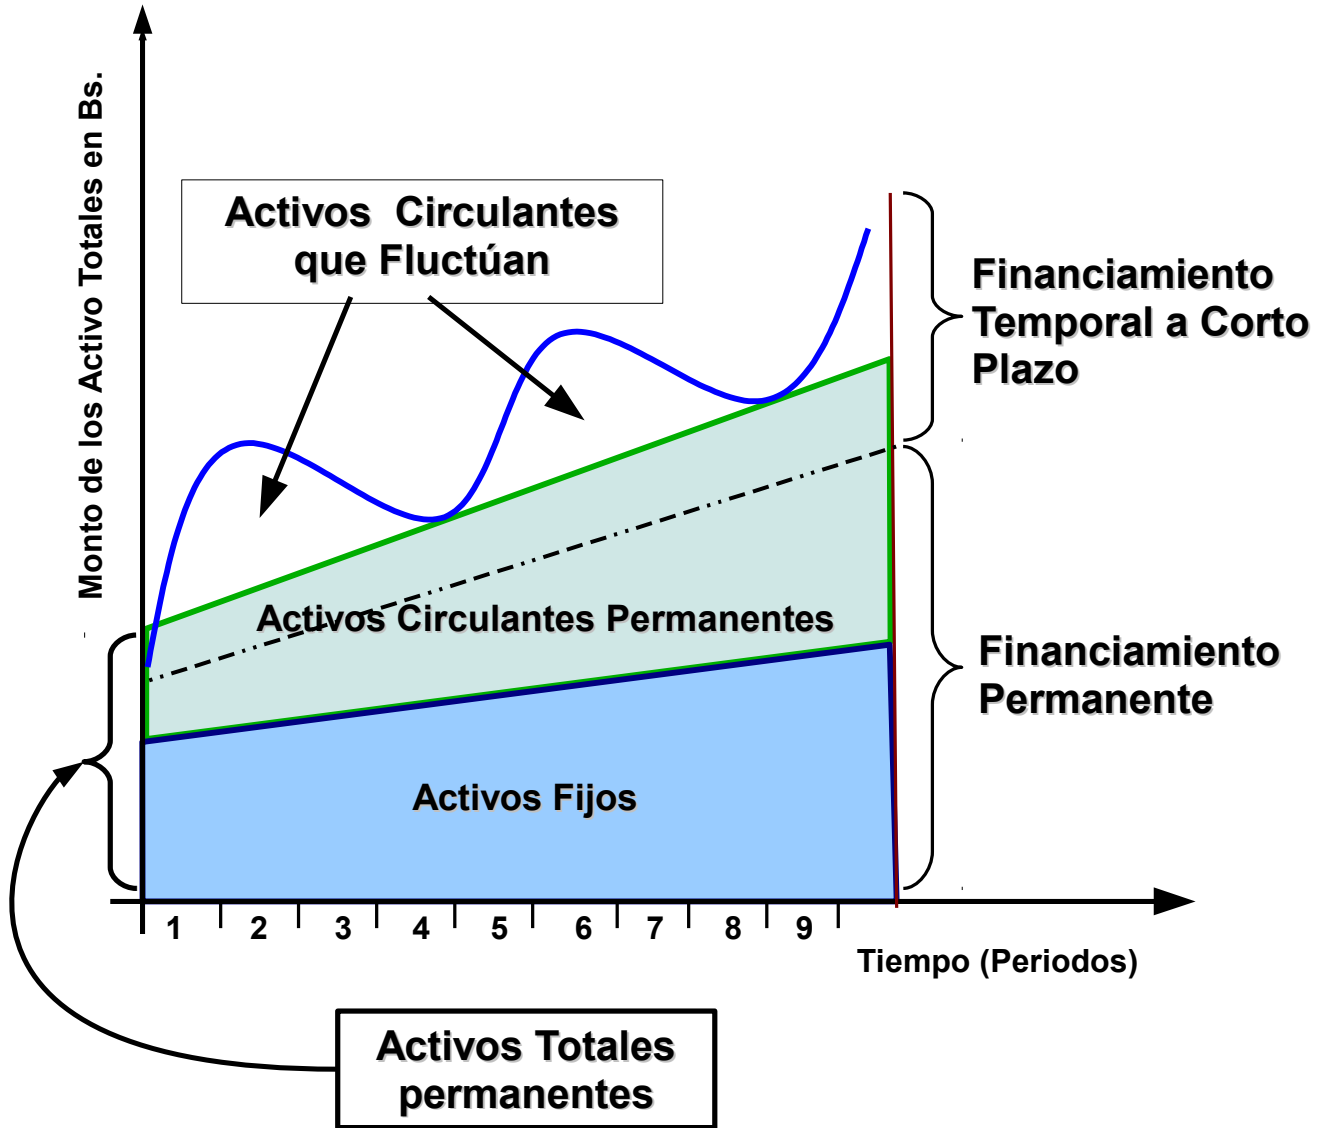 Monto de los Activo Totales en Bs.
Activos Circulantes
que Fluctúan
Financiamiento
Temporal a Corto
Plazo
Activos Circulantes Permanentes
Financiamiento
Permanente
Activos Fijos
1 2 3 4 5 6 7 8 9
Tiempo (Periodos)
Activos Totales
permanentes